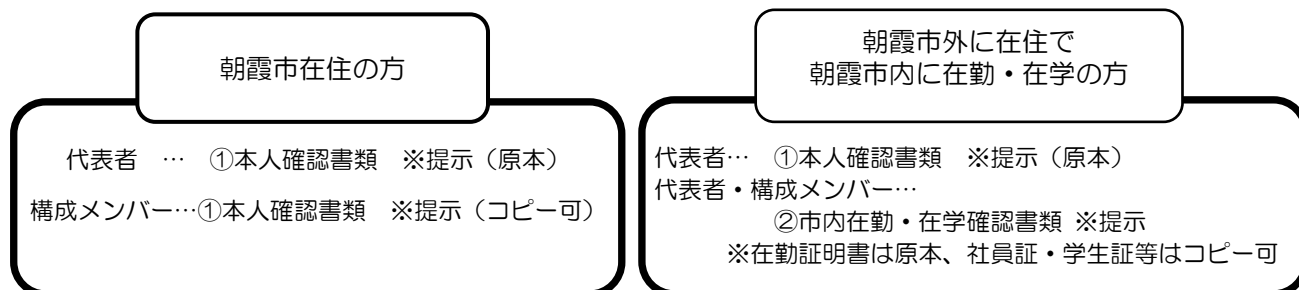 朝霞市在住の方
代表者　…　①本人確認書類　※提示（原本）
構成メンバー…①本人確認書類　※提示（コピー可）
朝霞市外に在住で
朝霞市内に在勤・在学の方
代表者…　①本人確認書類　※提示（原本）
代表者・構成メンバー…
②市内在勤・在学確認書類 ※提示
※在勤証明書は原本、社員証・学生証等はコピー可